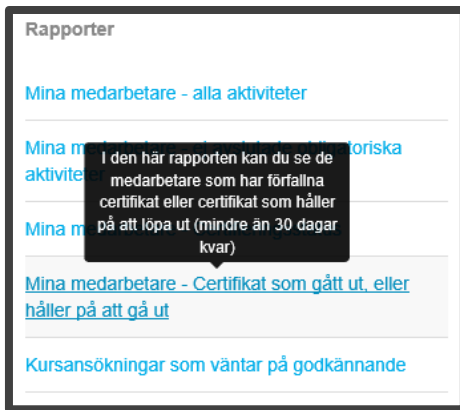 Rapporter
Mina medarbetare - alla aktiviteter
Mina
toriska
aktiviteter
I den här rapporten kan du se de
medarbetare som har förfallna
certifikat eller certifikat som håller
på att löpa ut (mindre än 30 dagar
kvar)
Mina
Mina medarbetare - Certifikat som gått ut, eller
håller på att gå ut
Kursansökningar som väntar på godkännande